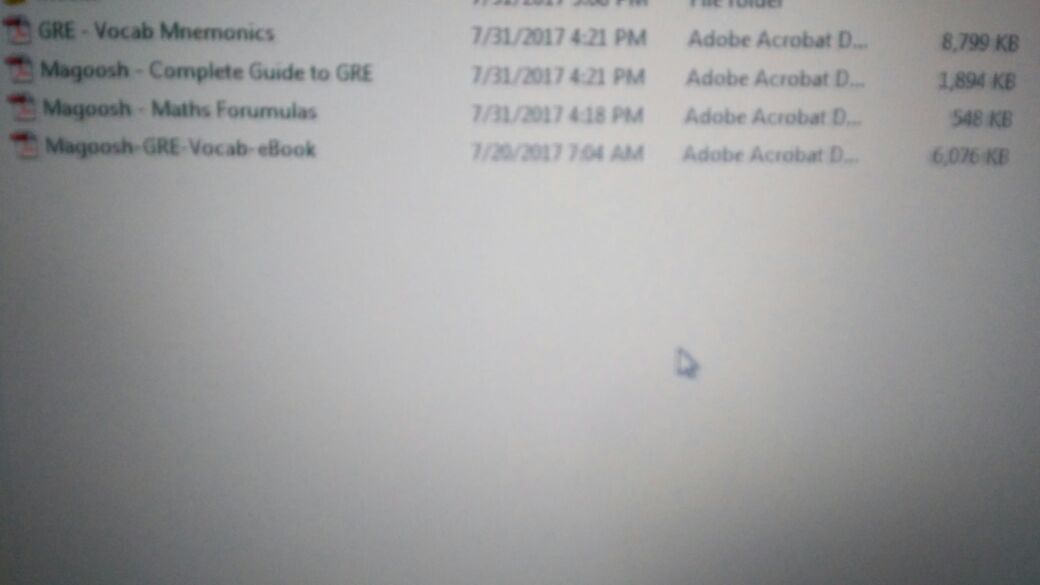 File folder
GRE - Vocab Mnemonics 7/31/2017 4:21 PM Adobe Acrobat D... 8,799 KB
Magoosh - Complete Guide to GRE 7/31/2017 4:21 PM Adobe Acrobat D... 1,894 KB
Magoosh - Maths Forumulas 7/31/2017 4:18 PM Adobe Acrobat D... 548 KB
Magoosh-GRE-Vocab-eBook 7/20/2017 7:04 AM Adobe Acrobat D... 6,076 KB